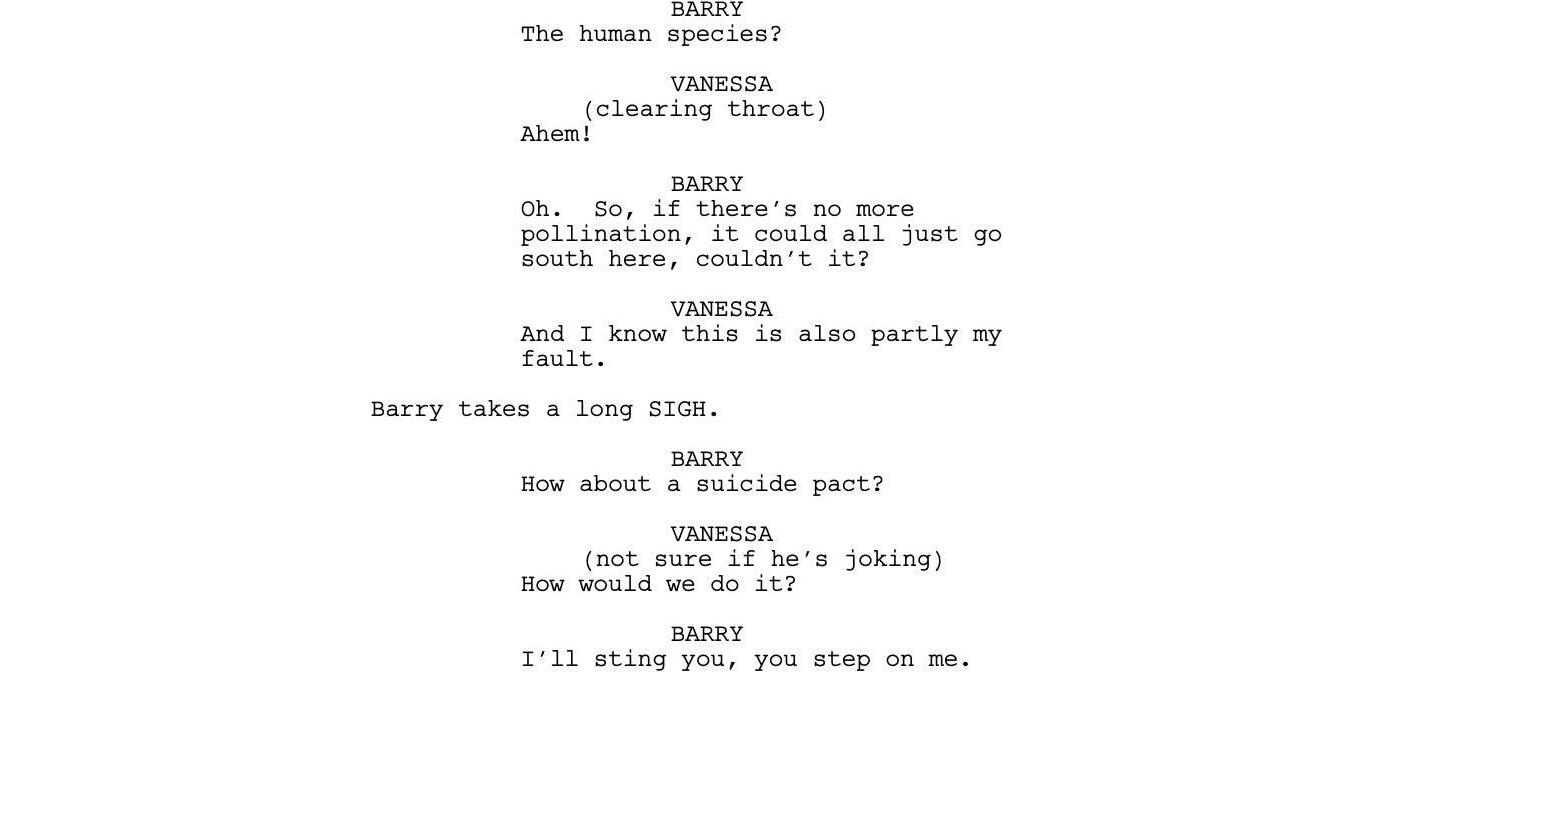 BARRY
The human species?
VANESSA
(clearing throat)
Ahem!
BARRY
Oh.  So, if there's no more
pollination, it could all just go
south here, couldn't it?
VANESSA
And I know this is also partly my
fault.
Barry takes a long SIGH.
BARRY
How about a suicide pact?
VANESSA
(not sure if he's joking)
How would we do it?
BARRY
I'll sting you, you step on me.